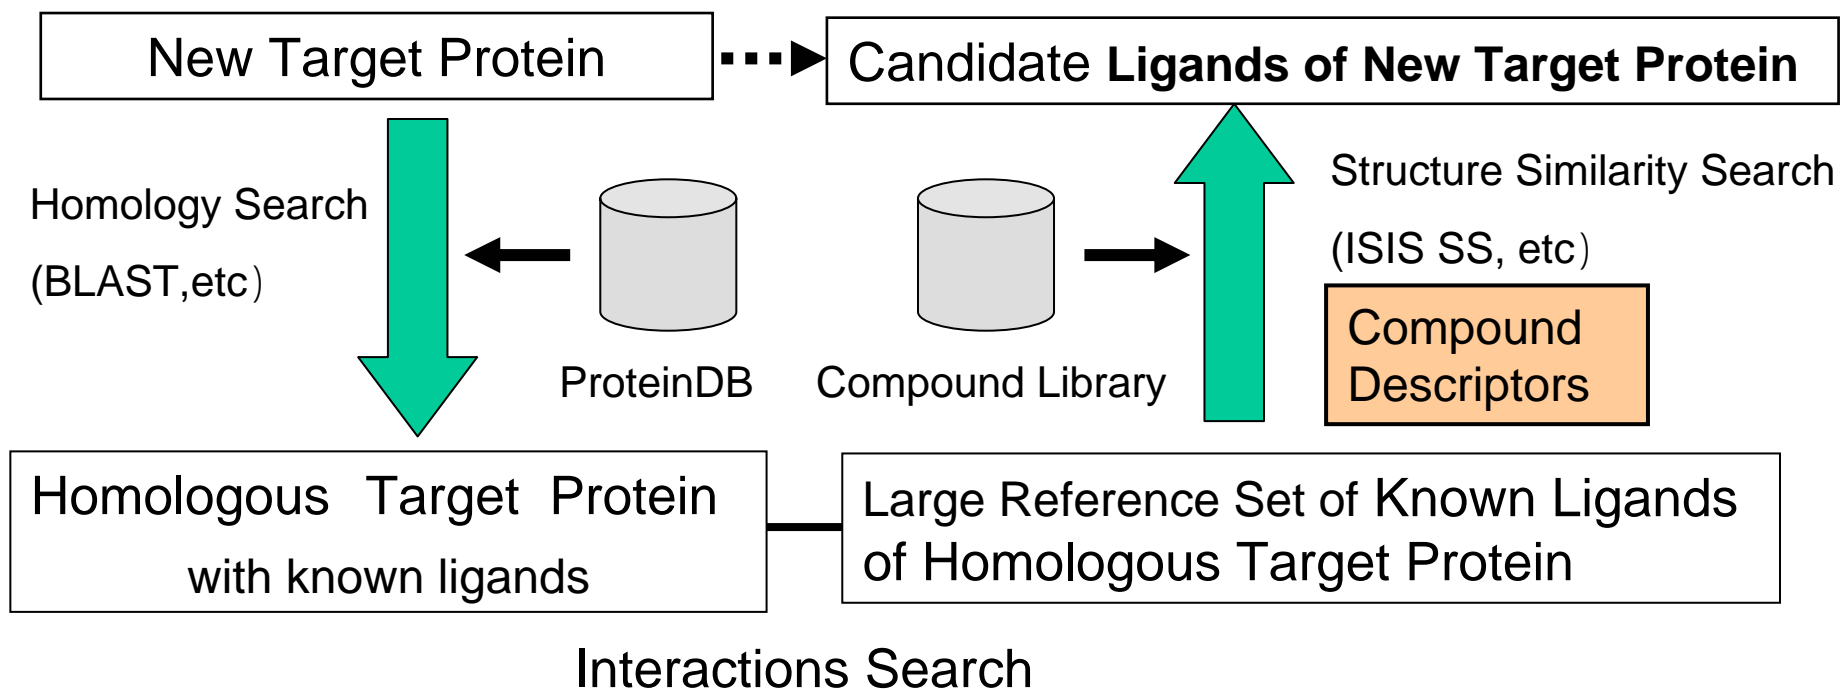 New Target Protein
Candidate Ligands of New Target Protein
Homology Search
(BLAST,etc）
ProteinDB
Compound Library
Structure Similarity Search
(ISIS SS, etc）
Compound
Descriptors
Homologous Target Protein
with known ligands
Large Reference Set of Known Ligands
of Homologous Target Protein
Interactions Search